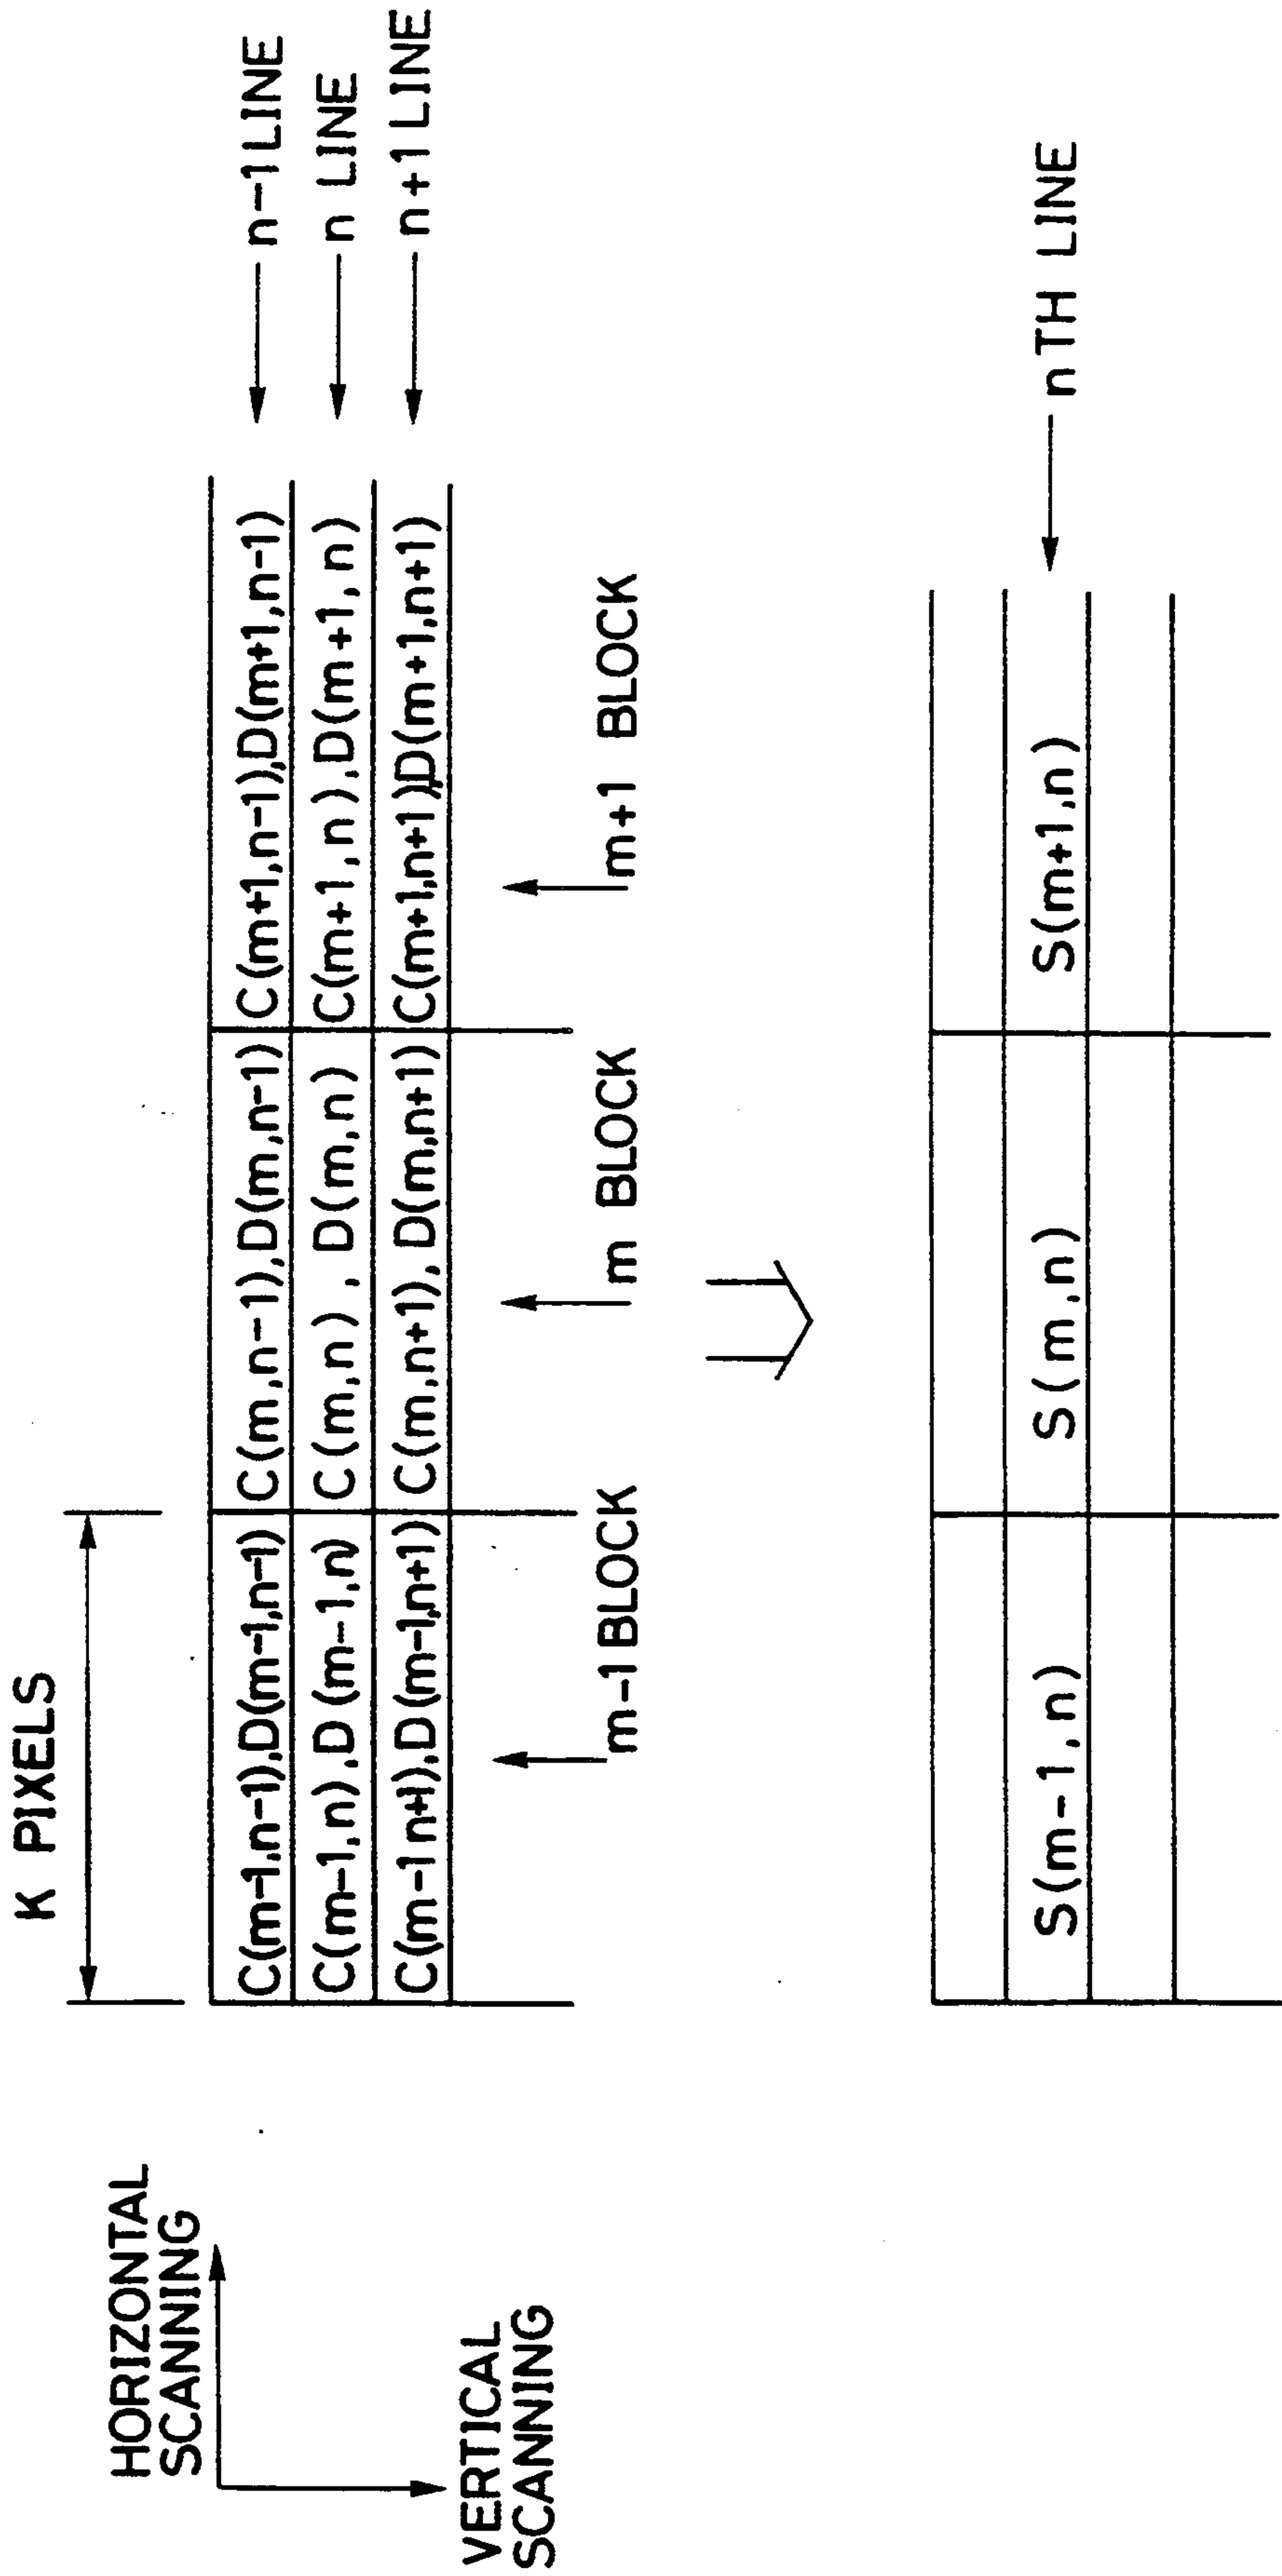 K PIXELS
HORIZONTAL
SCANNING
VERTICAL
SCANNING
C(m-1,n-1),D(m-1,n-1) C(m,n-1),D(m,n-1) C(m+1,n-1),D(m+1,n-1) n-1 LINE
C(m-1,n),D(m-1,n) C(m,n),D(m,n) C(m+1,n),D(m+1,n) n LINE
C(m-1 n+1),D(m-1,n+1) C(m,n+1),D(m,n+1) C(m+1,n+1),D(m+1,n+1) n+1 LINE
m-1 BLOCK m BLOCK m+1 BLOCK
S(m-1,n) S(m,n) S(m+1,n) n TH LINE